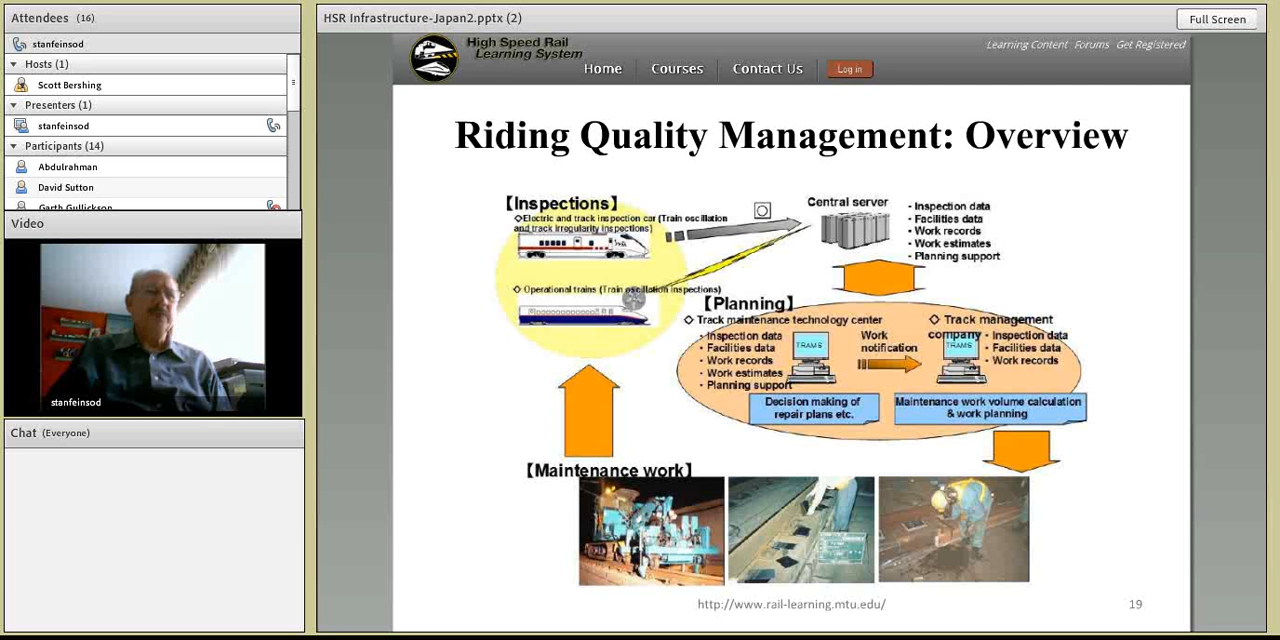 Attendees (16)
stanfeinsod
Hosts (1)
Scott Bershing
Presenters (1)
stanfeinsod
Participants (14)
Abdulrahman
David Sutton
Garth Gullickson
Video
stanfeinsod
Chat (Everyone)
HSR Infrastructure-Japan2.pptx (2)
Full Screen
High Speed Rail
Learning System
Learning Content Forums Get Registered
Home Courses Contact Us Log in
Riding Quality Management: Overview
【Inspections】
◇Electric and track inspection car (Train oscillation
and track irregularity inspections)
◇ Operational trains (Train oscillation inspections)
Central server
· Inspection data
· Facilities data
· Work records
· Work estimates
· Planning support
【Planning】
◇ Track maintenance technology center
· Inspection data
· Facilities data
· Work records
· Work estimates
· Planning support
TRAMS
Work
notification
◇ Track management
company
TRAMS
· Inspection data
· Facilities data
· Work records
Decision making of
repair plans etc.
Maintenance work volume calculation
& work planning
【Maintenance work】
http://www.rail-learning.mtu.edu/
19